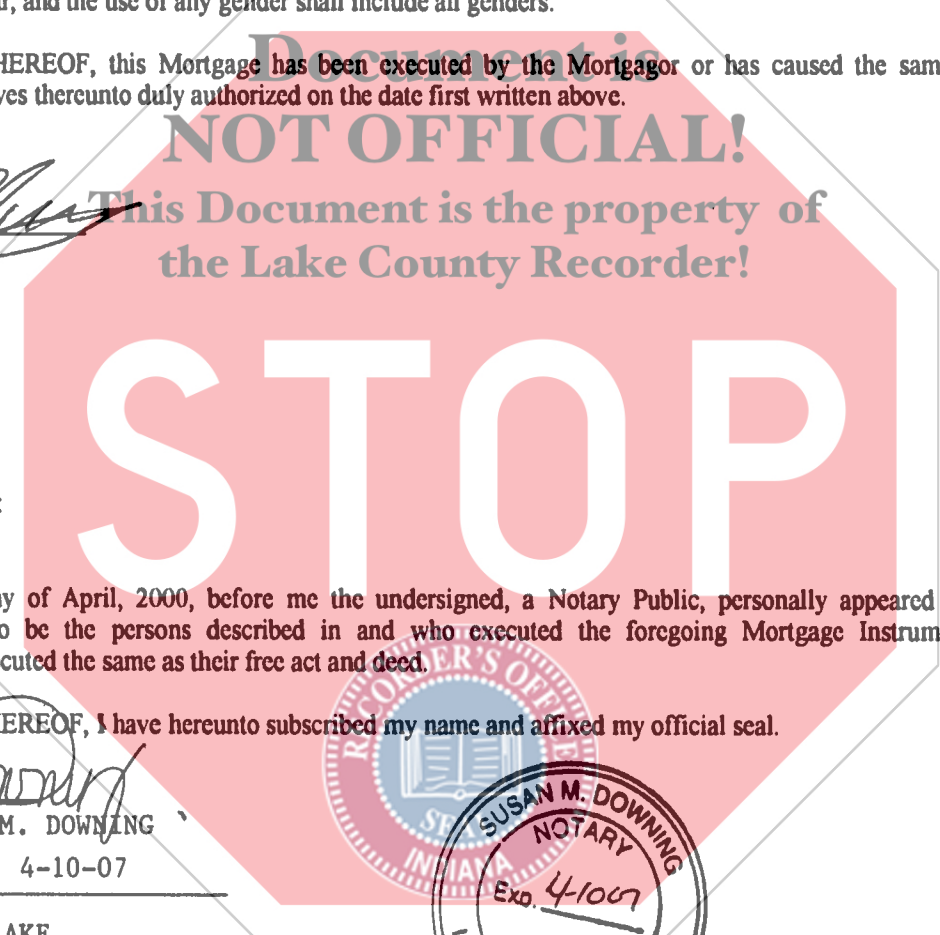 r, and the use of any gender shall include all genders.
HEREOF, this Mortgage has been executed by the Mortgagor or has caused the sam
ves thereunto duly authorized on the date first written above.
Document is
NOT OFFICIAL!
This Document is the property of
the Lake County Recorder!
STOP
:
y of April, 2000, before me the undersigned, a Notary Public, personally appeared
o be the persons described in and who executed the foregoing Mortgage Instrum
cuted the same as their free act and deed.
EREOF, I have hereunto subscribed my name and affixed my official seal.
RECORDER'S OFFICE
SEAL
INDIANA
M. DOWNING
4-10-07
SUSAN M. DOWNING
NOTARY
Exp. 4-10-07
AKE